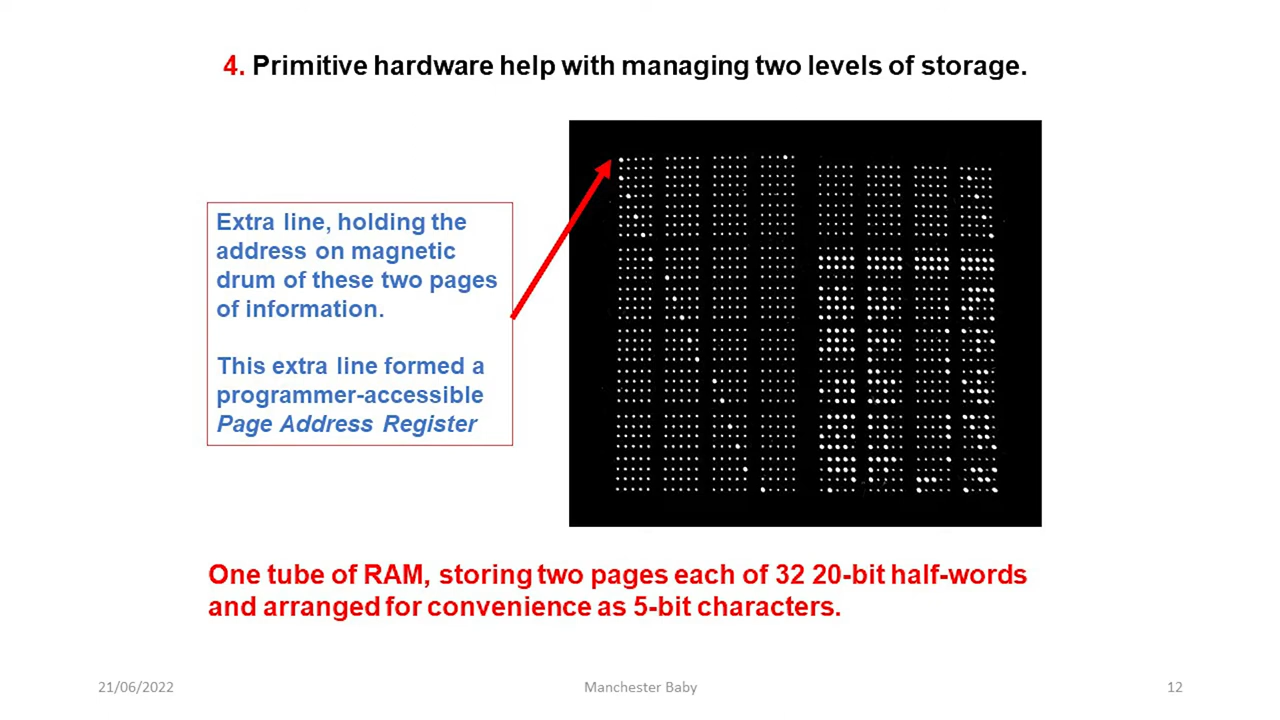 4. Primitive hardware help with managing two levels of storage.
Extra line, holding the
address on magnetic
drum of these two pages
of information.
This extra line formed a
programmer-accessible
Page Address Register
One tube of RAM, storing two pages each of 32 20-bit half-words
and arranged for convenience as 5-bit characters.
21/06/2022
Manchester Baby
12